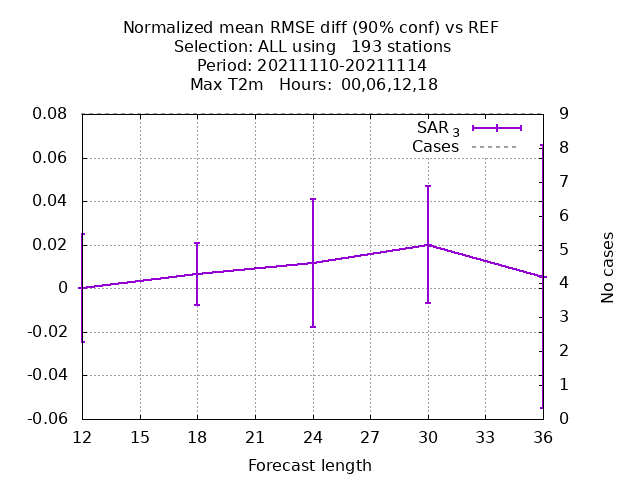 Normalized mean RMSE diff (90% conf) vs REF
Selection: ALL using   193 stations
Period: 20211110-20211114
Max T2m   Hours:  00,06,12,18
SAR 3
Cases
0.08
0.06
0.04
0.02
0
-0.02
-0.04
-0.06
9
8
7
6
5
4
3
2
1
0
No cases
12 15 18 21 24 27 30 33 36
Forecast length